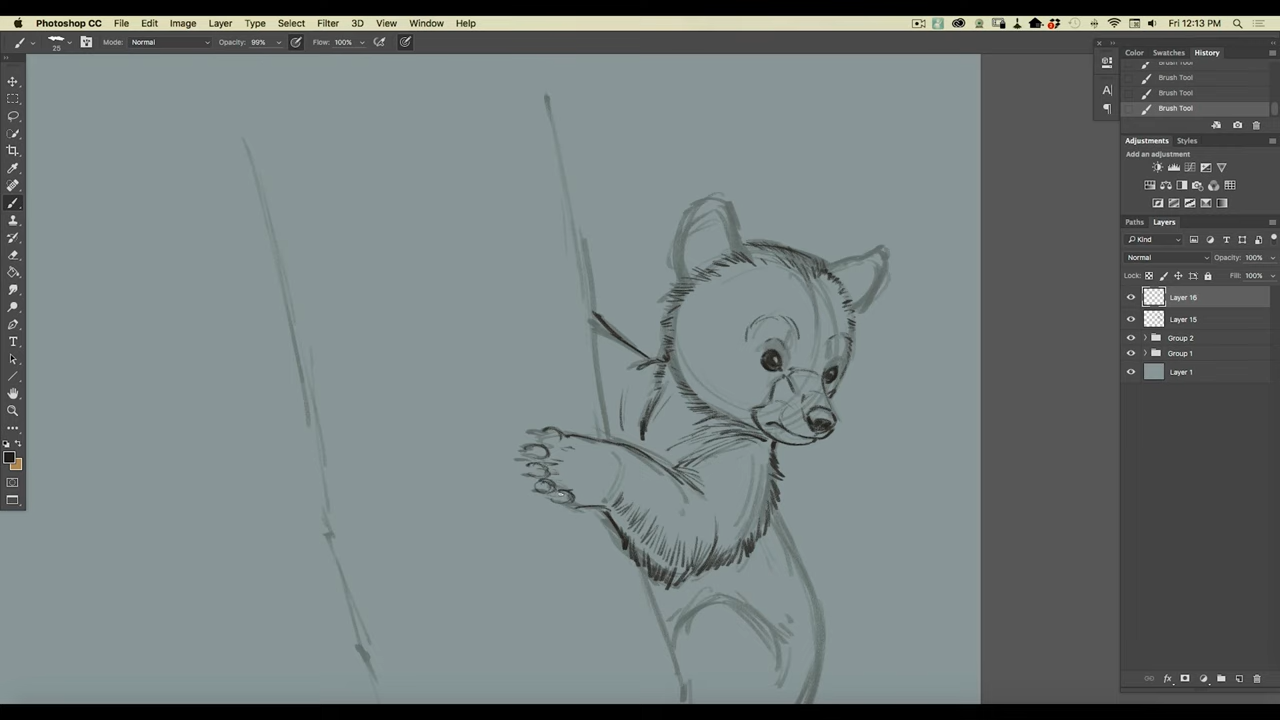 Photoshop CC File Edit Image Layer Type Select Filter 3D View Window Help Fri 12:13 PM
25 Mode: Normal Opacity: 99% Flow: 100%
Color Swatches History
Brush Tool
Brush Tool
Brush Tool
Brush Tool
Adjustments Styles
Add an adjustment
Paths Layers
Kind
Normal Opacity: 100%
Lock: Fill: 100%
Layer 16
Layer 15
Group 2
Group 1
Layer 1